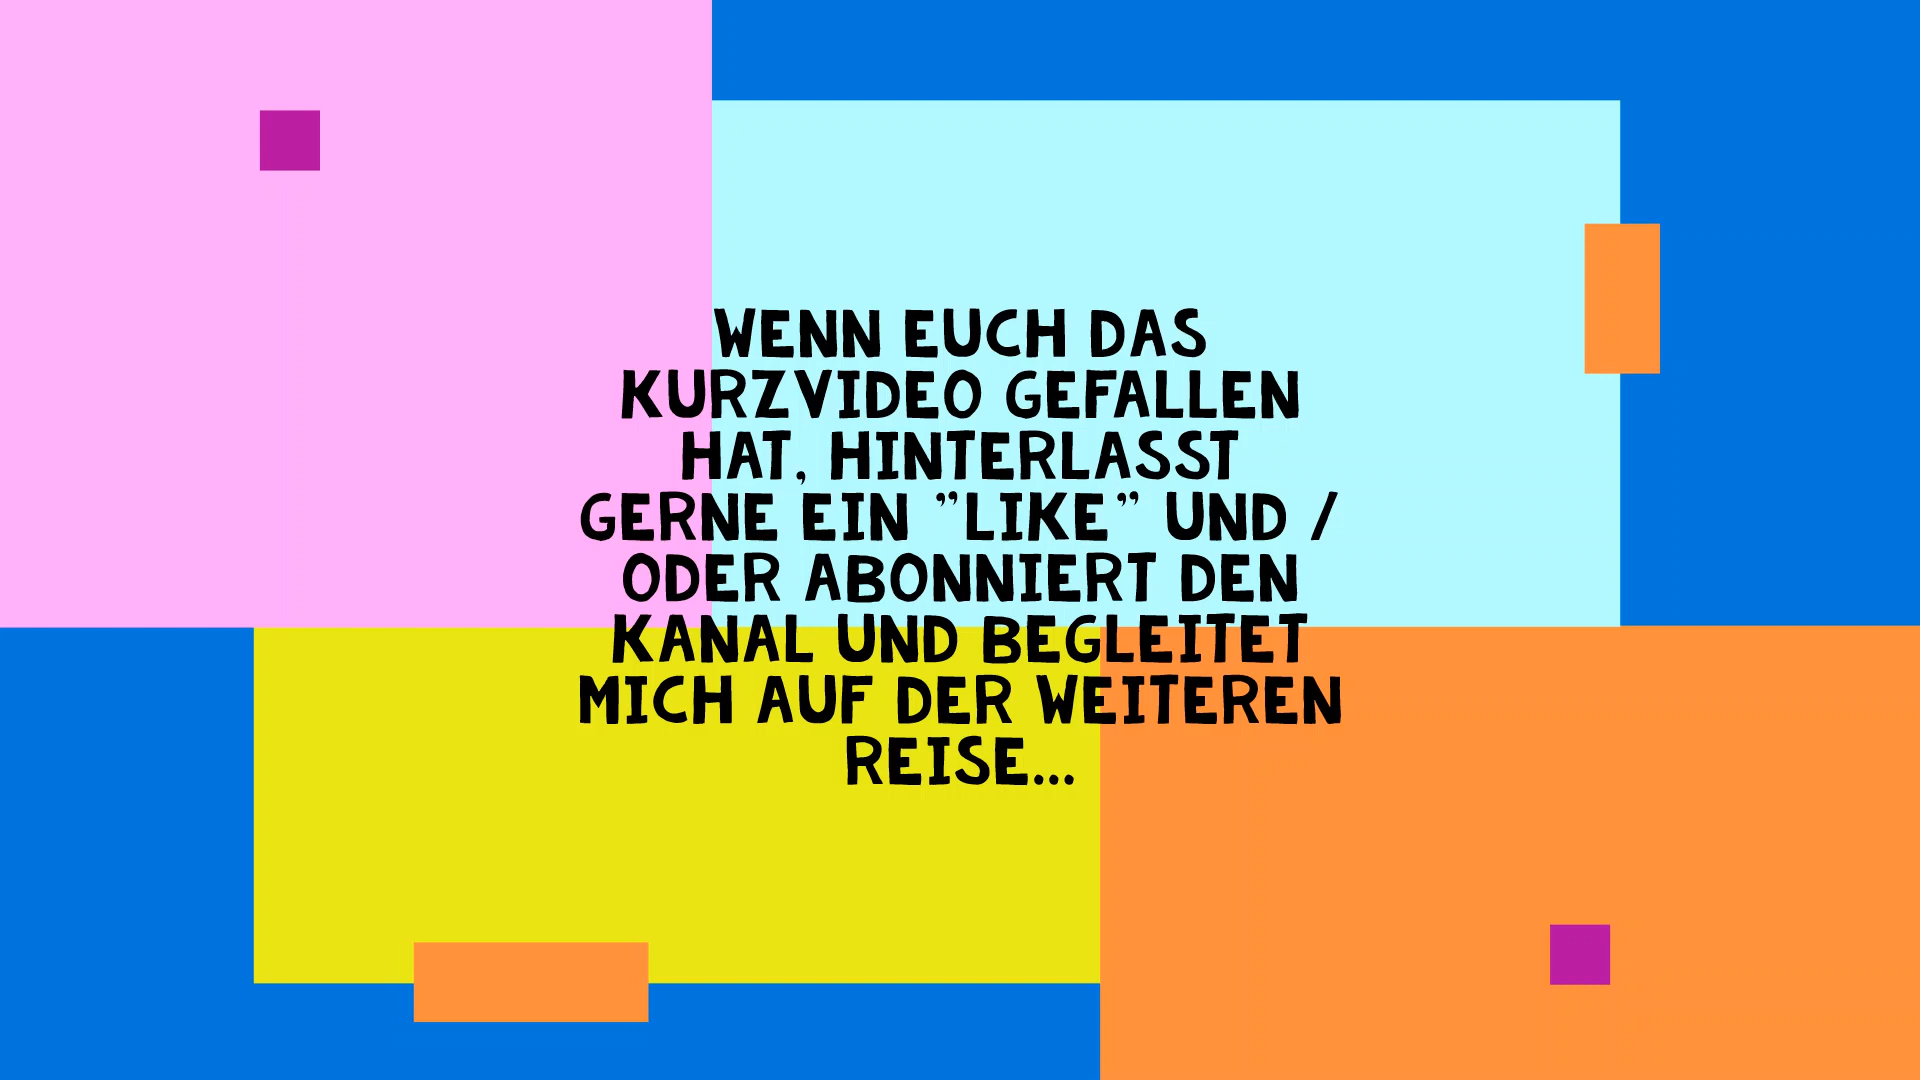 WENN EUCH DAS
KURZVIDEO GEFALLEN
HAT, HINTERLASST
GERNE EIN "LIKE" UND /
ODER ABONNIERT DEN
KANAL UND BEGLEITET
MICH AUF DER WEITEREN
REISE...